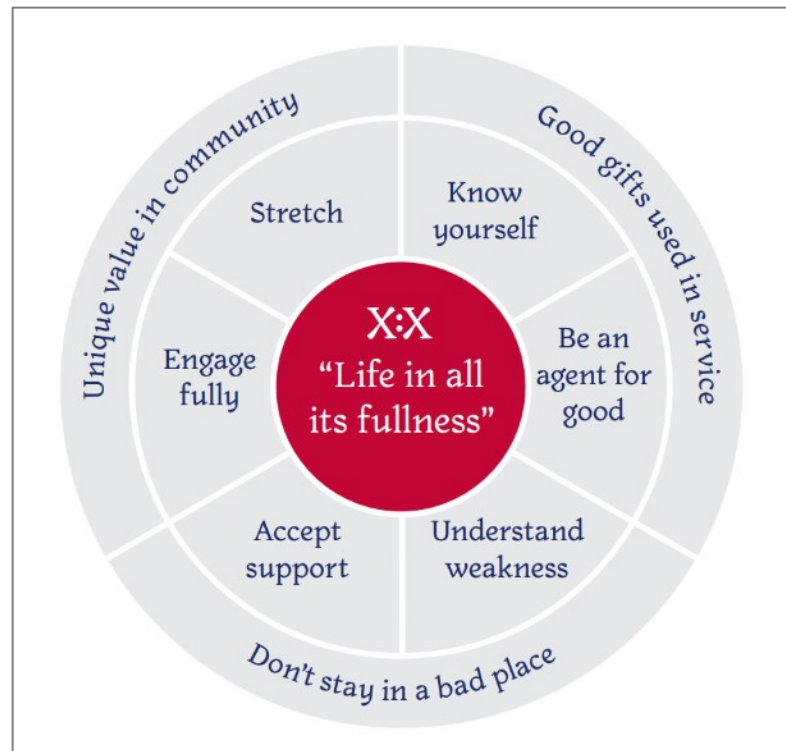 Unique value in community
Good gifts used in service
Stretch
Know
yourself
X:X
“Life in all
its fullness”
Engage
fully
Be an
agent for
good
Accept
support
Understand
weakness
Don't stay in a bad place